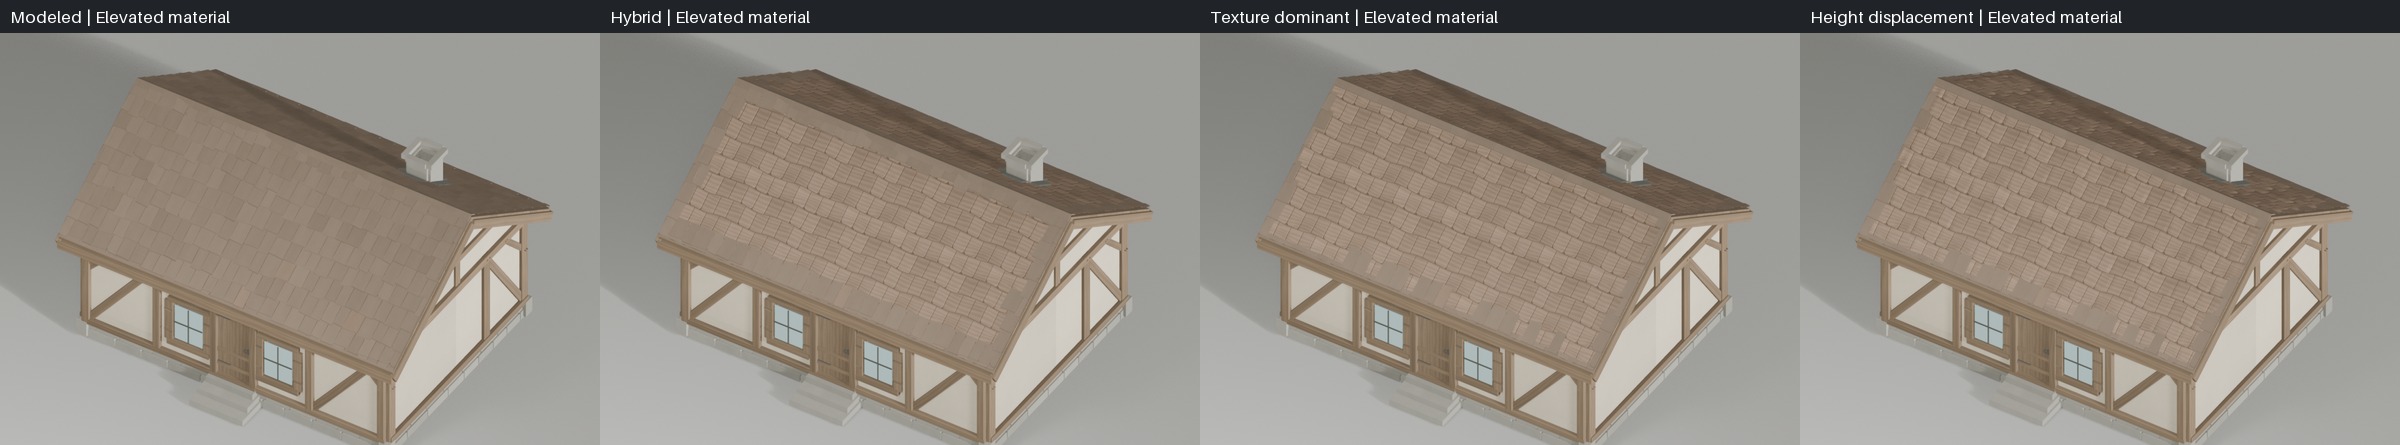 Modeled | Elevated material
Hybrid | Elevated material
Texture dominant | Elevated material
Height displacement | Elevated material